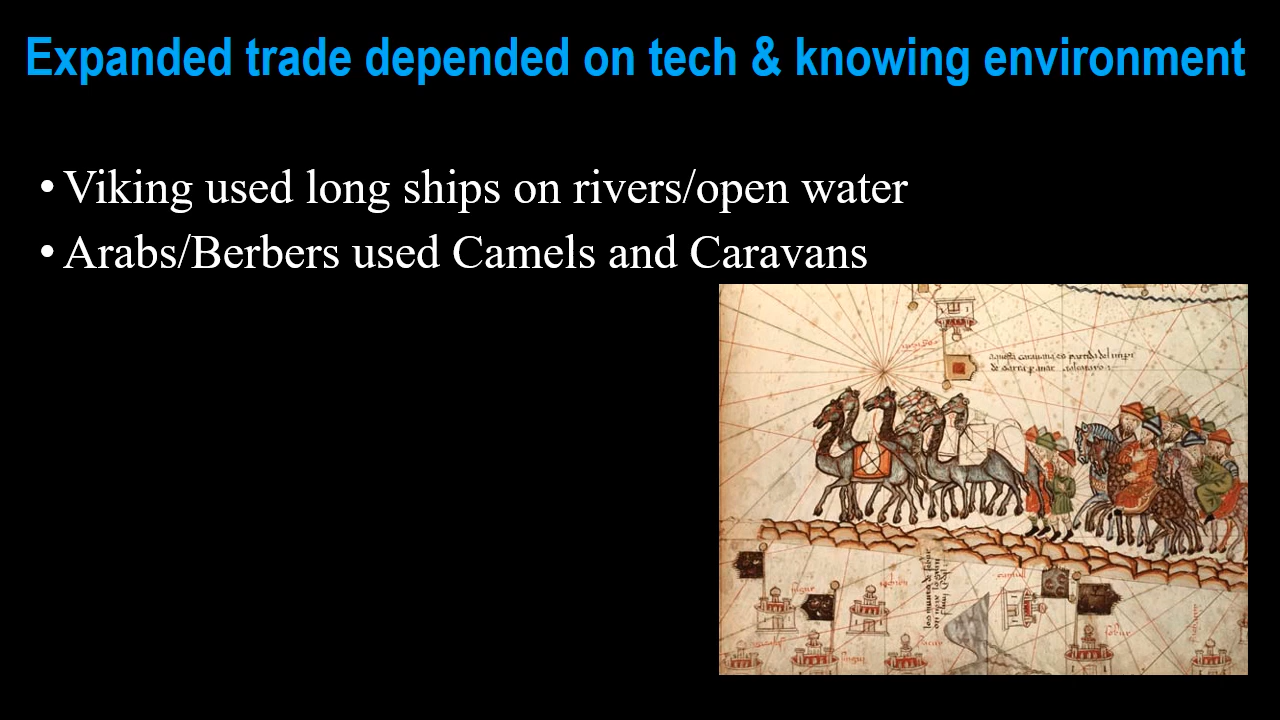 Expanded trade depended on tech & knowing environment
• Viking used long ships on rivers/open water
• Arabs/Berbers used Camels and Caravans
caravana